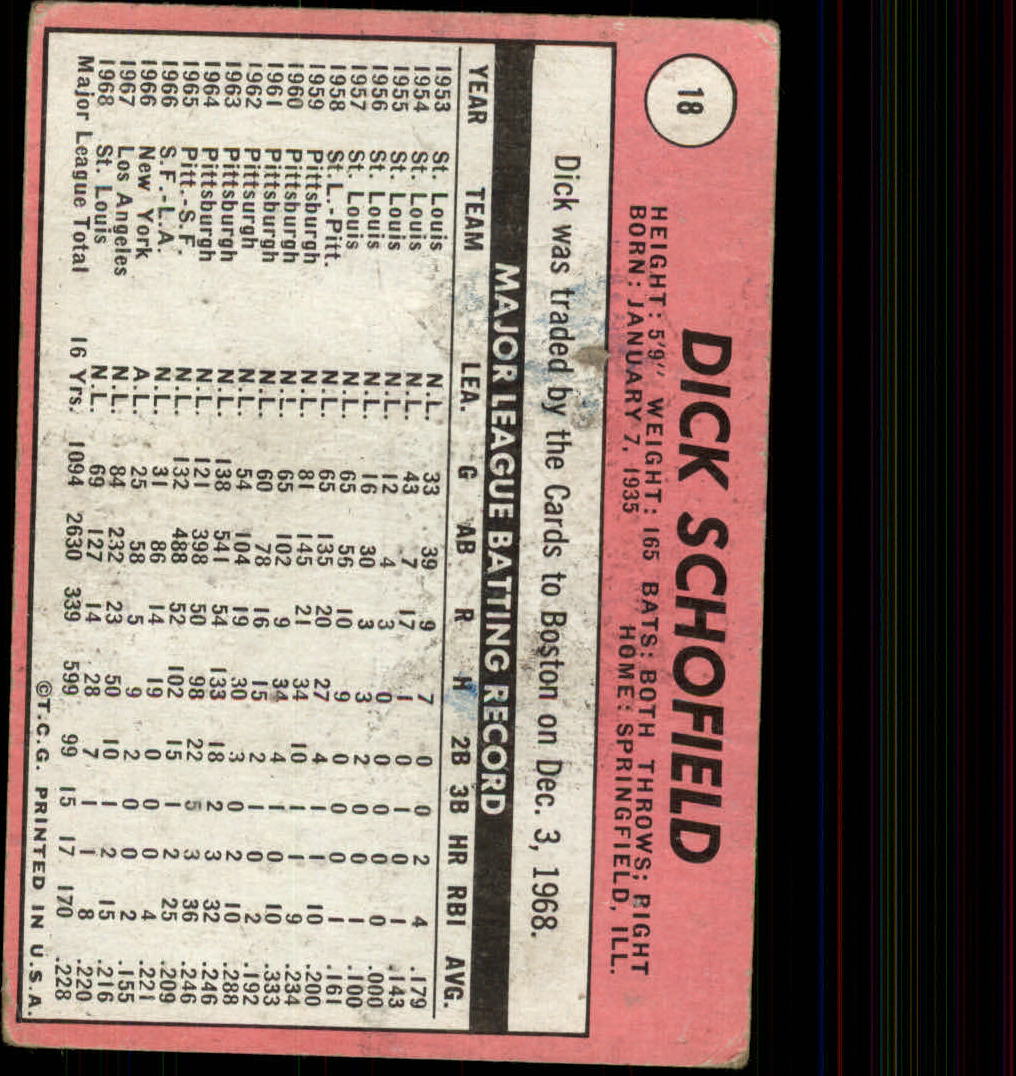 18
DICK SCHOFIELD
HEIGHT: 5'9" WEIGHT: 165 BATS: BOTH THROWS: RIGHT
BORN: JANUARY 7, 1935 HOME: SPRINGFIELD, ILL.
Dick was traded by the Cards to Boston on Dec. 3, 1968.
MAJOR LEAGUE BATTING RECORD
YEAR TEAM LEA. G AB R H 2B 3B HR RBI AVG.
1953 St. Louis N.L. 33 39 9 7 0 0 2 4 .179
1954 St. Louis N.L. 43 7 17 1 0 1 0 1 .143
1955 St. Louis N.L. 12 4 3 0 0 0 0 0 .000
1956 St. Louis N.L. 16 30 3 3 2 0 0 1 .100
1957 St. Louis N.L. 65 56 10 9 0 0 0 1 .161
1958 St.L.-Pitt. N.L. 65 135 20 27 4 1 1 10 .200
1959 Pittsburgh N.L. 81 145 21 34 10 1 1 9 .234
1960 Pittsburgh N.L. 65 102 9 34 4 1 0 10 .333
1961 Pittsburgh N.L. 60 78 16 15 2 1 0 2 .192
1962 Pittsurgh N.L. 54 104 19 30 3 0 2 10 .288
1963 Pittsburgh N.L. 138 541 54 133 18 2 3 32 .246
1964 Pittsburgh N.L. 121 398 50 98 22 5 3 36 .246
1965 Pitt-S.F. N.L. 132 488 52 102 15 1 2 25 .209
1966 S.F.-L.A. N.L. 31 86 14 19 0 0 0 4 .221
1966 New York A.L. 25 58 5 9 2 0 0 2 .155
1967 Los Angeles N.L. 84 232 23 50 10 1 2 15 .216
1968 St. Louis N.L. 69 127 14 28 7 1 1 8 .220
Major League Total 16 Yrs. 1094 2630 339 599 99 15 17 170 .228
©T.C.G. PRINTED IN U.S.A.